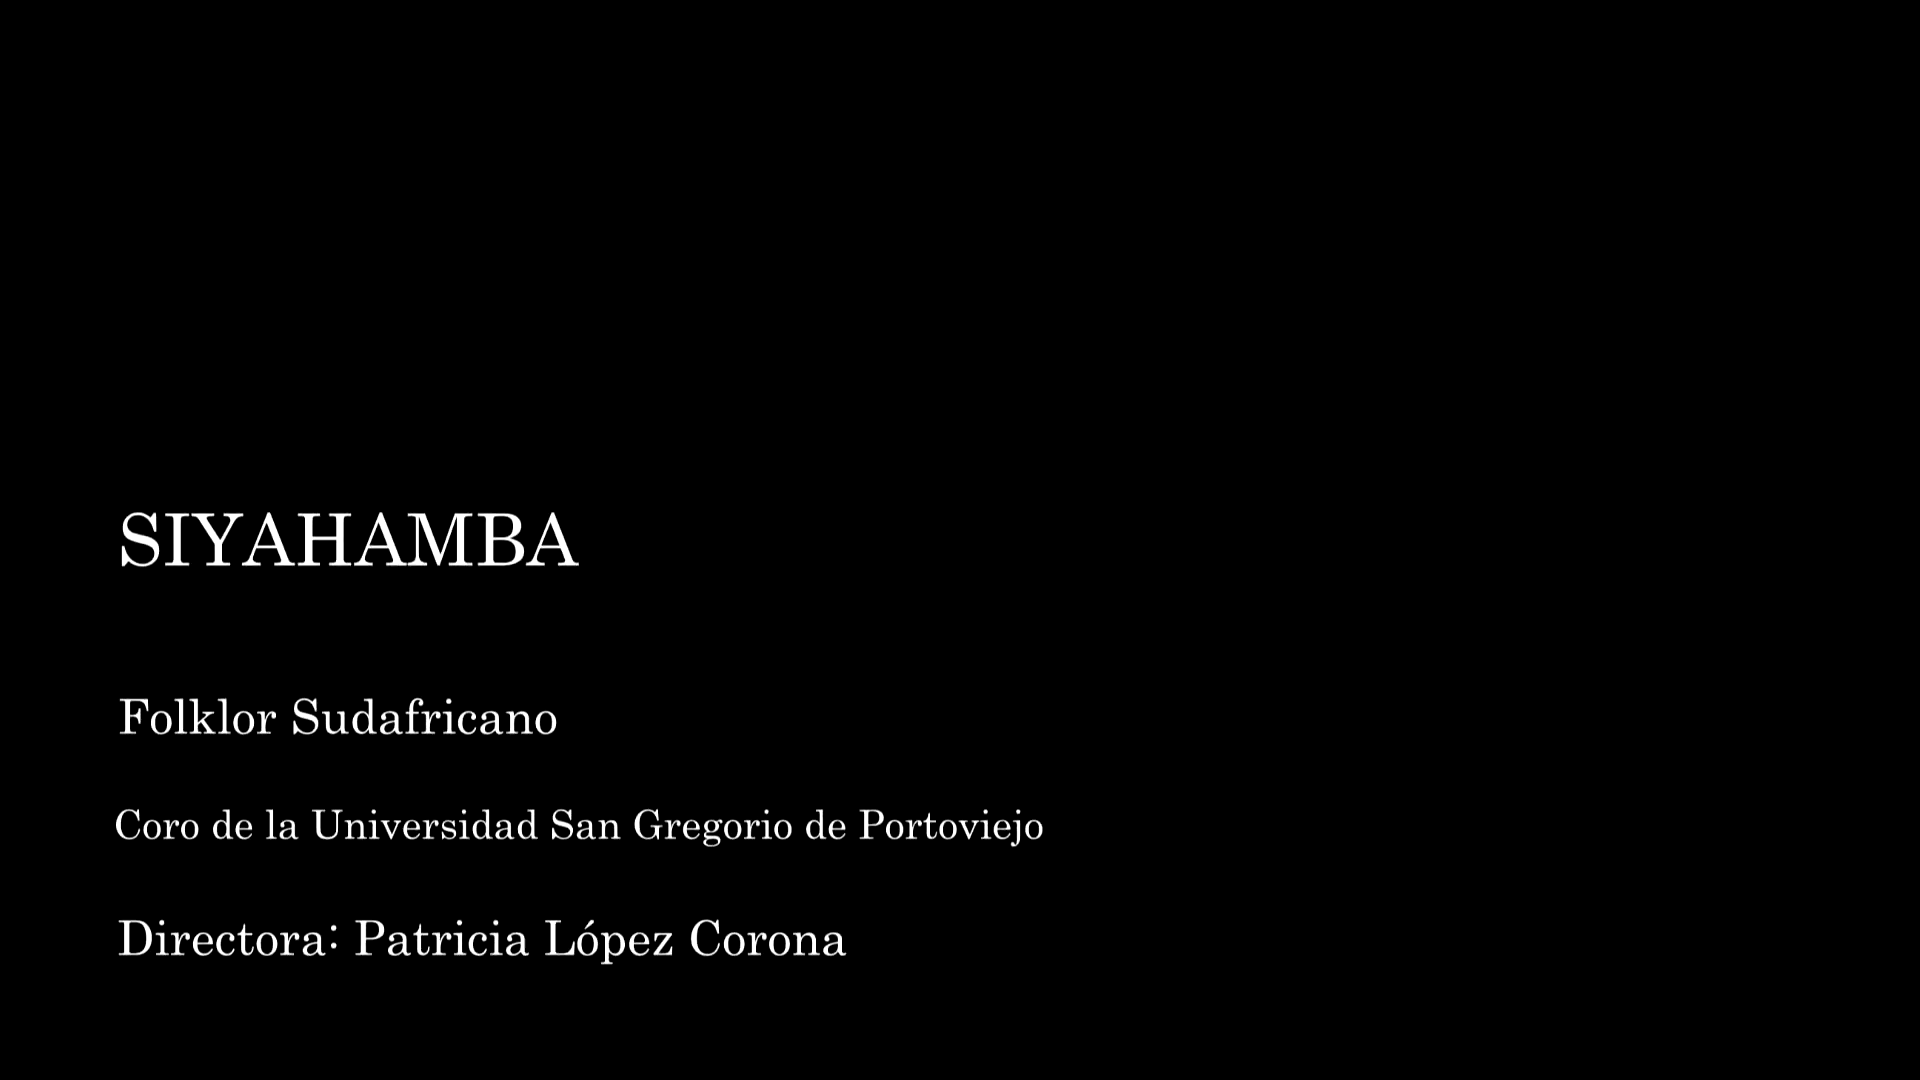 SIYAHAMBA
Folklor Sudafricano
Coro de la Universidad San Gregorio de Portoviejo
Directora: Patricia López Corona